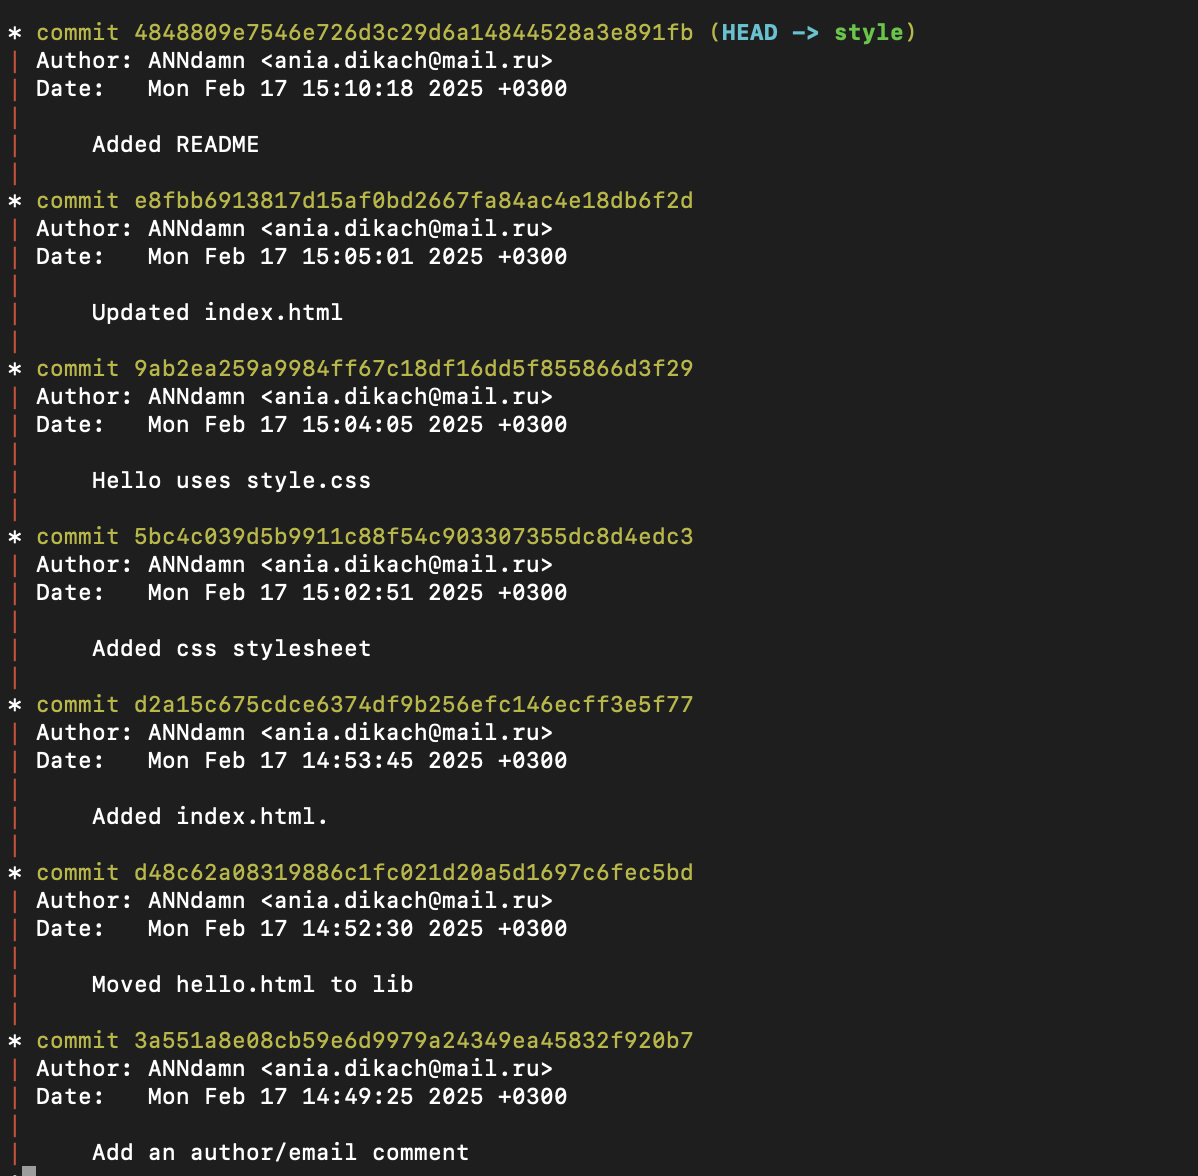 * commit 4848809e7546e726d3c29d6a14844528a3e891fb (HEAD -> style)
| Author: ANNdamn <ania.dikach@mail.ru>
| Date:   Mon Feb 17 15:10:18 2025 +0300
|
|     Added README
|
* commit e8fbb6913817d15af0bd2667fa84ac4e18db6f2d
| Author: ANNdamn <ania.dikach@mail.ru>
| Date:   Mon Feb 17 15:05:01 2025 +0300
|
|     Updated index.html
|
* commit 9ab2ea259a9984ff67c18df16dd5f855866d3f29
| Author: ANNdamn <ania.dikach@mail.ru>
| Date:   Mon Feb 17 15:04:05 2025 +0300
|
|     Hello uses style.css
|
* commit 5bc4c039d5b9911c88f54c903307355dc8d4edc3
| Author: ANNdamn <ania.dikach@mail.ru>
| Date:   Mon Feb 17 15:02:51 2025 +0300
|
|     Added css stylesheet
|
* commit d2a15c675cdce6374df9b256efc146ecff3e5f77
| Author: ANNdamn <ania.dikach@mail.ru>
| Date:   Mon Feb 17 14:53:45 2025 +0300
|
|     Added index.html.
|
* commit d48c62a08319886c1fc021d20a5d1697c6fec5bd
| Author: ANNdamn <ania.dikach@mail.ru>
| Date:   Mon Feb 17 14:52:30 2025 +0300
|
|     Moved hello.html to lib
|
* commit 3a551a8e08cb59e6d9979a24349ea45832f920b7
| Author: ANNdamn <ania.dikach@mail.ru>
| Date:   Mon Feb 17 14:49:25 2025 +0300
|
|     Add an author/email comment